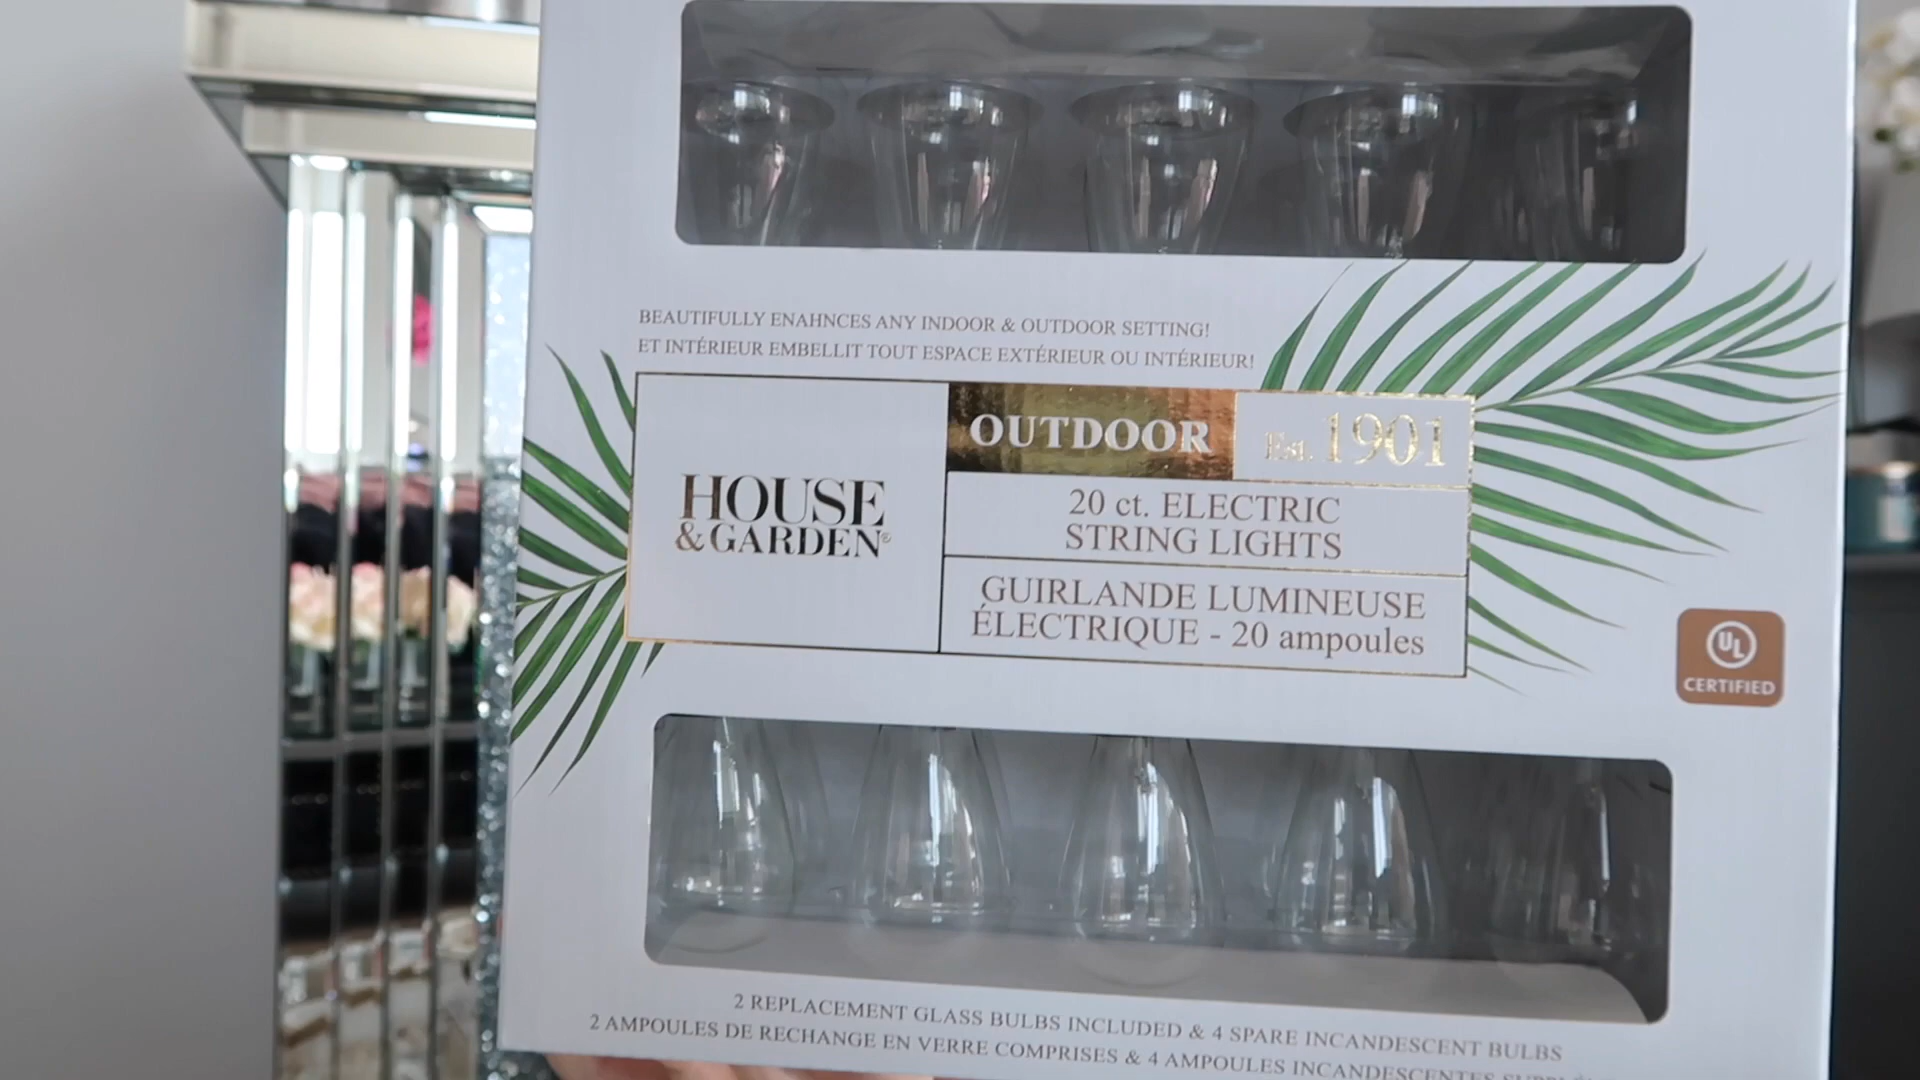 BEAUTIFULLY ENAHNCES ANY INDOOR & OUTDOOR SETTING!
ET INTÉRIEUR EMBELLIT TOUT ESPACE EXTÉRIEUR OU INTÉRIEUR!
HOUSE
& GARDEN®
OUTDOOR
Est. 1901
20 ct. ELECTRIC
STRING LIGHTS
GUIRLANDE LUMINEUSE
ÉLECTRIQUE - 20 ampoules
UL
CERTIFIED
2 REPLACEMENT GLASS BULBS INCLUDED & 4 SPARE INCANDESCENT BULBS
2 AMPOULES DE RECHANGE EN VERRE COMPRISES & 4 AMPOULES INCANDESCENTES